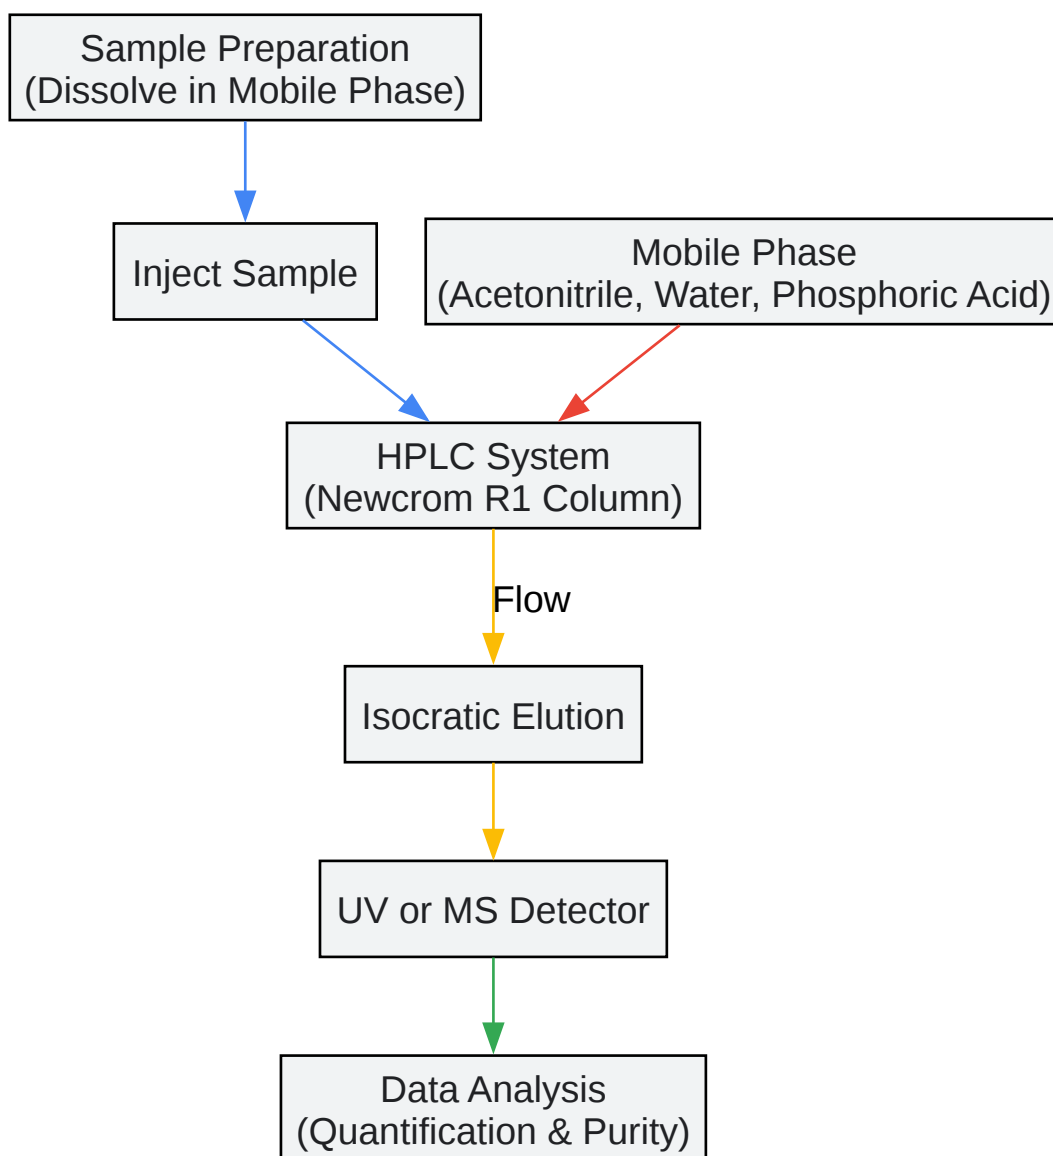 Sample Preparation
(Dissolve in Mobile Phase)
Inject Sample
Mobile Phase
(Acetonitrile, Water, Phosphoric Acid)
HPLC System
(Newcrom R1 Column)
Flow
Isocratic Elution
UV or MS Detector
Data Analysis
(Quantification & Purity)